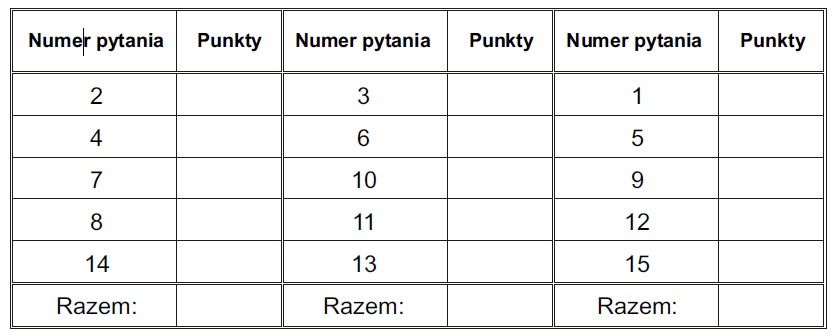 Numer pytania Punkty Numer pytania Punkty Numer pytania Punkty
2 3 1
4 6 5
7 10 9
8 11 12
14 13 15
Razem: Razem: Razem: